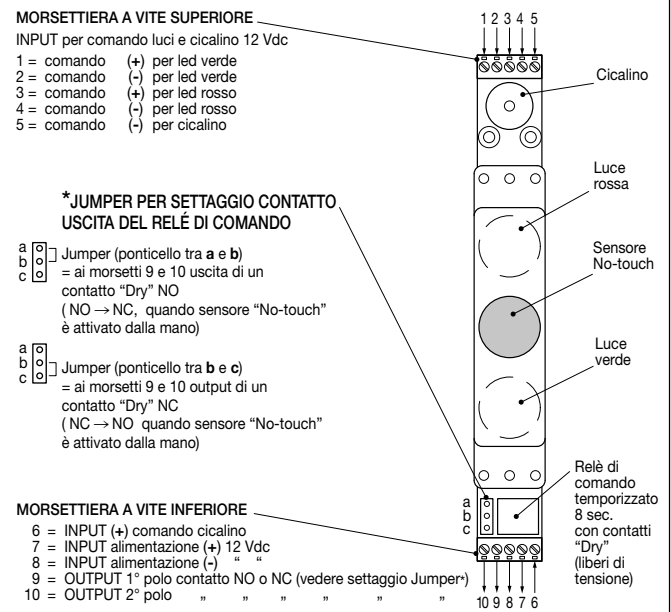 MORSETTIERA A VITE SUPERIORE
INPUT per comando luci e cicalino 12 Vdc
1 = comando (+) per led verde
2 = comando (-) per led verde
3 = comando (+) per led rosso
4 = comando (-) per led rosso
5 = comando (-) per cicalino
1 2 3 4 5
Cicalino
Luce
rossa
Sensore
No-touch
Luce
verde
*JUMPER PER SETTAGGIO CONTATTO
USCITA DEL RELÉ DI COMANDO
a
b
c
Jumper (ponticello tra a e b)
= ai morsetti 9 e 10 uscita di un
contatto “Dry” NO
( NO → NC, quando sensore “No-touch”
è attivato dalla mano)
a
b
c
Jumper (ponticello tra b e c)
= ai morsetti 9 e 10 output di un
contatto “Dry” NC
( NC → NO quando sensore “No-touch”
è attivato dalla mano)
a
b
c
Relè di
comando
temporizzato
8 sec.
con contatti
“Dry”
(liberi di
tensione)
MORSETTIERA A VITE INFERIORE
6 = INPUT (+) comando cicalino
7 = INPUT alimentazione (+) 12 Vdc
8 = INPUT alimentazione (-) “ “
9 = OUTPUT 1° polo contatto NO o NC (vedere settaggio Jumper*)
10 = OUTPUT 2° polo „ „ „ „ „ „
10 9 8 7 6